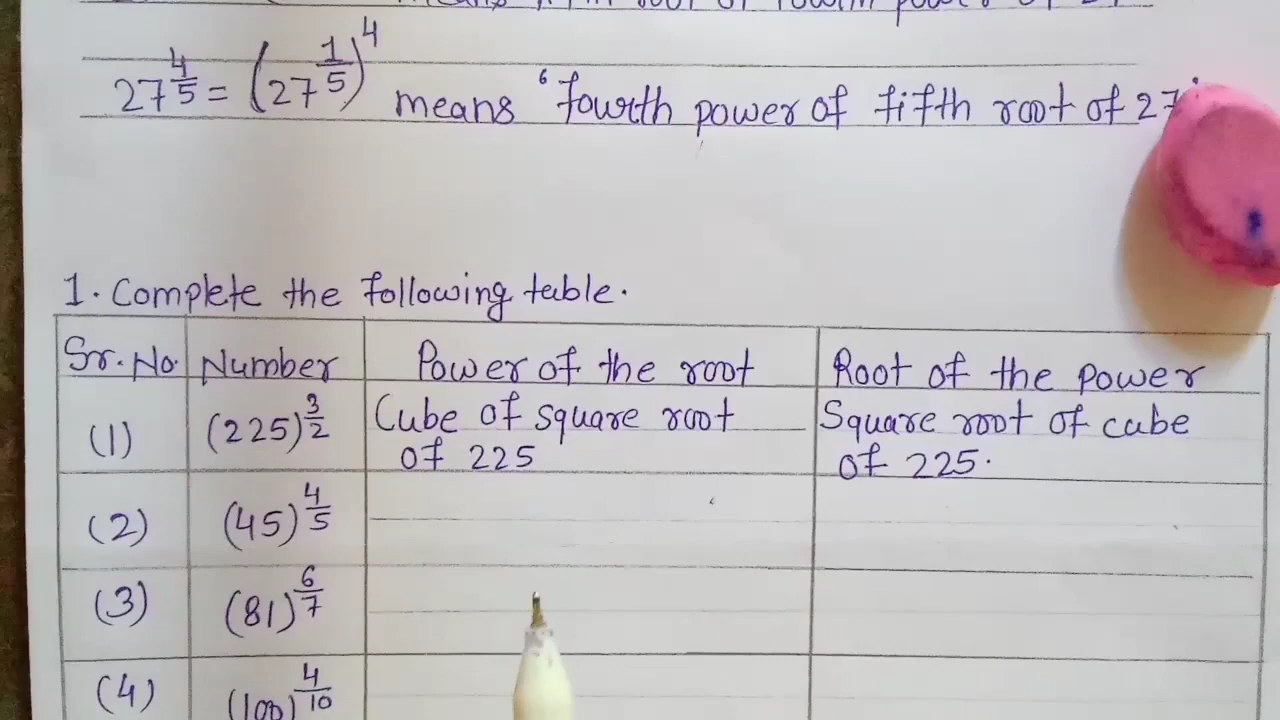 27^(4/5) = (27^(1/5))^4 means "fourth power of fifth root of 27"
1. Complete the following table.
Sr. No. Number Power of the root Root of the power
(1) (225)^(3/2) Cube of square root of 225 Square root of cube of 225.
(2) (45)^(4/5)
(3) (81)^(6/7)
(4) (100)^(4/10)